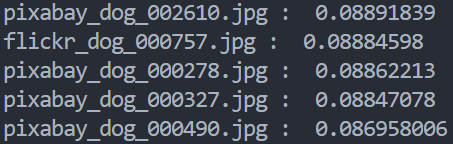 pixabay_dog_002610.jpg :  0.08891839
flickr_dog_000757.jpg :  0.08884598
pixabay_dog_000278.jpg :  0.08862213
pixabay_dog_000327.jpg :  0.08847078
pixabay_dog_000490.jpg :  0.086958006